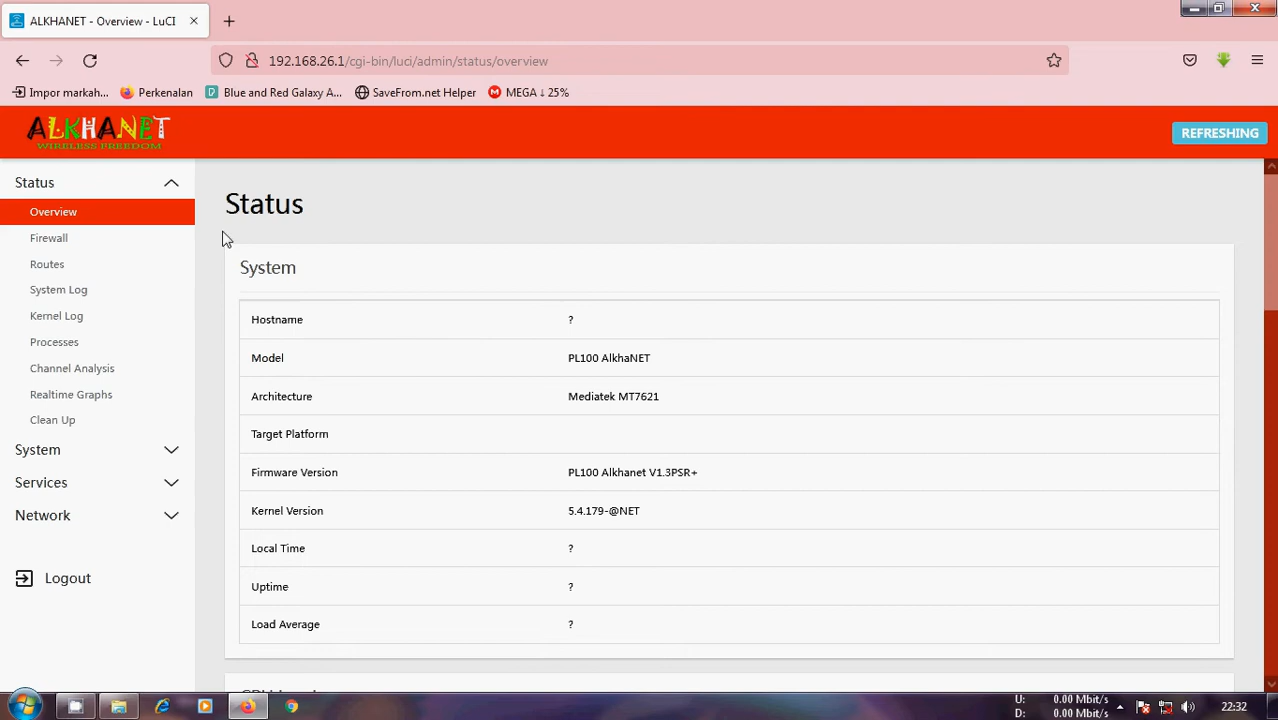 ALKHANET - Overview - LuCI
192.168.26.1/cgi-bin/luci/admin/status/overview
Impor markah... Perkenalan Blue and Red Galaxy A... SaveFrom.net Helper MEGA ↓ 25%
ALKHANET
WIRELESS FREEDOM
REFRESHING
Status
Overview
Firewall
Routes
System Log
Kernel Log
Processes
Channel Analysis
Realtime Graphs
Clean Up
System
Services
Network
Logout
Status
System
Hostname ?
Model PL100 AlkhaNET
Architecture Mediatek MT7621
Target Platform
Firmware Version PL100 Alkhanet V1.3PSR+
Kernel Version 5.4.179-@NET
Local Time ?
Uptime ?
Load Average ?
U: 0.00 Mbit/s
D: 0.00 Mbit/s
22:32